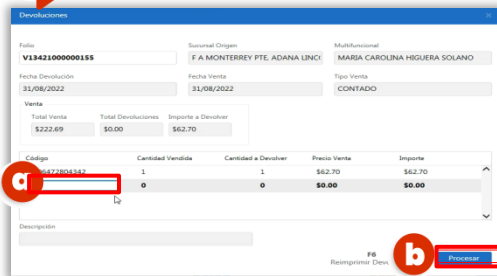 Devoluciones
Folio Sucursal Origen Multifuncional
V13421000000155 F A MONTERREY PTE, ADANA LINC MARIA CAROLINA HIGUERA SOLANO
Fecha Devolución Fecha Venta Tipo Venta
31/08/2022 31/08/2022 CONTADO
Venta
Total Venta Total Devoluciones Importe a Devolver
$222.69 $0.00 $62.70
Código Cantidad Vendida Cantidad a Devolver Precio Venta Importe
6472804342 1 1 $62.70 $62.70
a
0 0 $0.00 $0.00
Descripción
F6
Reimprimir Devo
b
Procesar